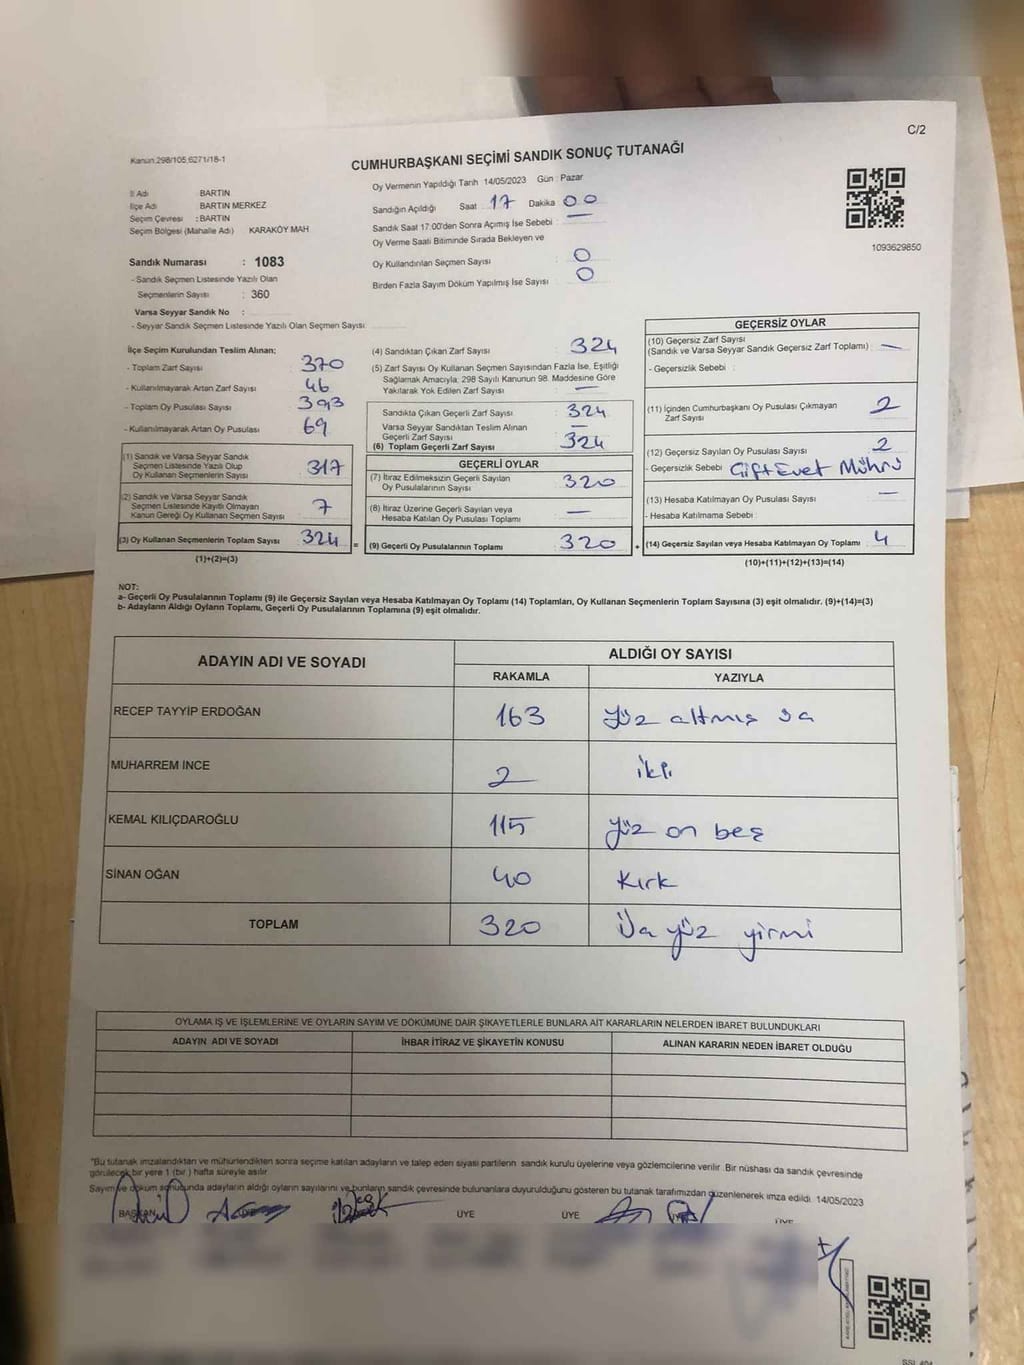 C/2
Kanun:298/105,6271/18-1
CUMHURBAŞKANI SEÇİMİ SANDIK SONUÇ TUTANAĞI
İl Adı BARTIN
İlçe Adı BARTIN MERKEZ
Seçim Çevresi : BARTIN
Seçim Bölgesi (Mahalle Adı) KARAKÖY MAH
Sandık Numarası : 1083
- Sandık Seçmen Listesinde Yazılı Olan
Seçmenlerin Sayısı : 360
Varsa Seyyar Sandık No :
- Seyyar Sandık Seçmen Listesinde Yazılı Olan Seçmen Sayısı:
Oy Vermenin Yapıldığı Tarih 14/05/2023 Gün : Pazar
Sandığın Açıldığı Saat 17 Dakika 00
Sandık Saat 17:00'den Sonra Açılmış İse Sebebi : —
Oy Verme Saati Bitiminde Sırada Bekleyen ve
Oy Kullandırılan Seçmen Sayısı : 0
Birden Fazla Sayım Döküm Yapılmış İse Sayısı : 0
1093629850
İlçe Seçim Kurulundan Teslim Alınan;
- Toplam Zarf Sayısı : 370
- Kullanılmayarak Artan Zarf Sayısı : 46
- Toplam Oy Pusulası Sayısı : 393
- Kullanılmayarak Artan Oy Pusulası : 69
(1) Sandık ve Varsa Seyyar Sandık
Seçmen Listesinde Yazılı Olup
Oy Kullanan Seçmenlerin Sayısı : 317
(2) Sandık ve Varsa Seyyar Sandık
Seçmen Listesinde Kayıtlı Olmayan
Kanun Gereği Oy Kullanan Seçmen Sayısı : 7
(3) Oy Kullanan Seçmenlerin Toplam Sayısı : 324
(1)+(2)=(3)
(4) Sandıktan Çıkan Zarf Sayısı : 324
(5) Zarf Sayısı Oy Kullanan Seçmen Sayısından Fazla İse, Eşitliği
Sağlamak Amacıyla; 298 Sayılı Kanunun 98. Maddesine Göre
Yakılarak Yok Edilen Zarf Sayısı : —
Sandıkta Çıkan Geçerli Zarf Sayısı : 324
Varsa Seyyar Sandıktan Teslim Alınan
Geçerli Zarf Sayısı : —
(6) Toplam Geçerli Zarf Sayısı : 324
GEÇERLİ OYLAR
(7) İtiraz Edilmeksizin Geçerli Sayılan
Oy Pusulalarının Sayısı : 320
(8) İtiraz Üzerine Geçerli Sayılan veya
Hesaba Katılan Oy Pusulası Toplamı : —
= (9) Geçerli Oy Pusulalarının Toplamı : 320
GEÇERSİZ OYLAR
(10) Geçersiz Zarf Sayısı
(Sandık ve Varsa Seyyar Sandık Geçersiz Zarf Toplamı) : —
- Geçersizlik Sebebi :
(11) İçinden Cumhurbaşkanı Oy Pusulası Çıkmayan
Zarf Sayısı : 2
(12) Geçersiz Sayılan Oy Pusulası Sayısı : 2
- Geçersizlik Sebebi : Çift Evet Mührü
(13) Hesaba Katılmayan Oy Pusulası Sayısı : —
- Hesaba Katılmama Sebebi :
+ (14) Geçersiz Sayılan veya Hesaba Katılmayan Oy Toplamı : 4
(10)+(11)+(12)+(13)=(14)
NOT:
a- Geçerli Oy Pusulalarının Toplamı (9) ile Geçersiz Sayılan veya Hesaba Katılmayan Oy Toplamı (14) Toplamları, Oy Kullanan Seçmenlerin Toplam Sayısına (3) eşit olmalıdır. (9)+(14)=(3)
b- Adayların Aldığı Oyların Toplamı, Geçerli Oy Pusulalarının Toplamına (9) eşit olmalıdır.
ADAYIN ADI VE SOYADI ALDIĞI OY SAYISI
RAKAMLA YAZIYLA
RECEP TAYYİP ERDOĞAN 163 Yüz altmış üç
MUHARREM İNCE 2 iki
KEMAL KILIÇDAROĞLU 115 Yüz on beş
SİNAN OĞAN 40 Kırk
TOPLAM 320 Üç yüz yirmi
OYLAMA İŞ VE İŞLEMLERİNE VE OYLARIN SAYIM VE DÖKÜMÜNE DAİR ŞİKAYETLERLE BUNLARA AİT KARARLARIN NELERDEN İBARET BULUNDUKLARI
ADAYIN ADI VE SOYADI İHBAR İTİRAZ VE ŞİKAYETİN KONUSU ALINAN KARARIN NEDEN İBARET OLDUĞU
"Bu tutanak imzalandıktan ve mühürlendikten sonra seçime katılan adayların ve talep eden siyasi partilerin sandık kurulu üyelerine veya gözlemcilerine verilir. Bir nüshası da sandık çevresinde
görülecek bir yere 1 (bir ) hafta süreyle asılır.
Sayım ve döküm sonucunda adayların aldığı oyların sayılarını ve bunların sandık çevresinde bulunanlara duyurulduğunu gösteren bu tutanak tarafımızdan düzenlenerek imza edildi. 14/05/2023
BAŞKAN ÜYE ÜYE ÜYE